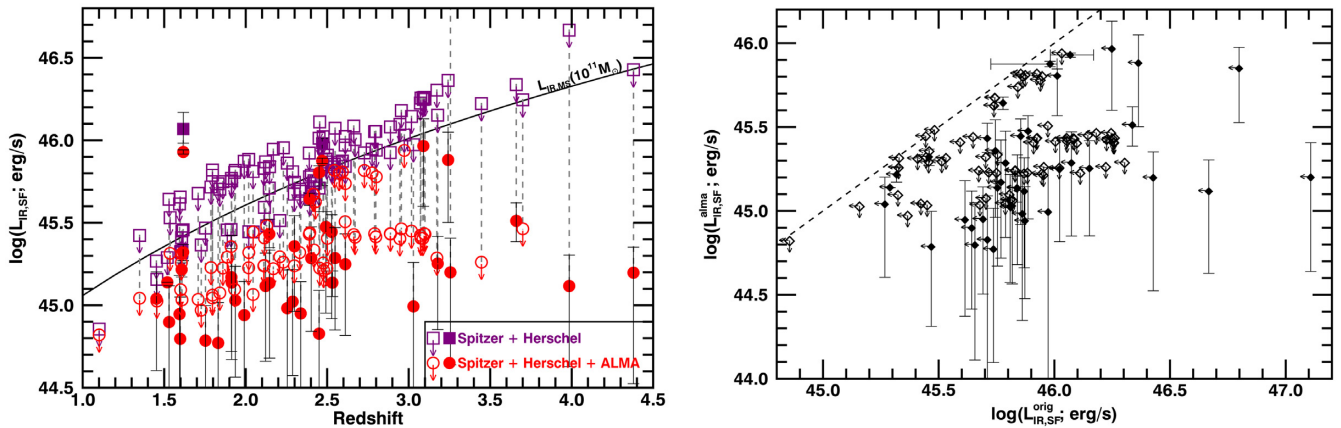 46.5
46.0
45.5
45.0
44.5
log(L_IR,SF; erg/s)
L_IR,MS(10^11 M_⊙)
Spitzer + Herschel
Spitzer + Herschel + ALMA
1.0 1.5 2.0 2.5 3.0 3.5 4.0 4.5
Redshift
46.0
45.5
45.0
44.5
44.0
log(L^alma_IR,SF; erg/s)
45.0 45.5 46.0 46.5 47.0
log(L^orig_IR,SF; erg/s)